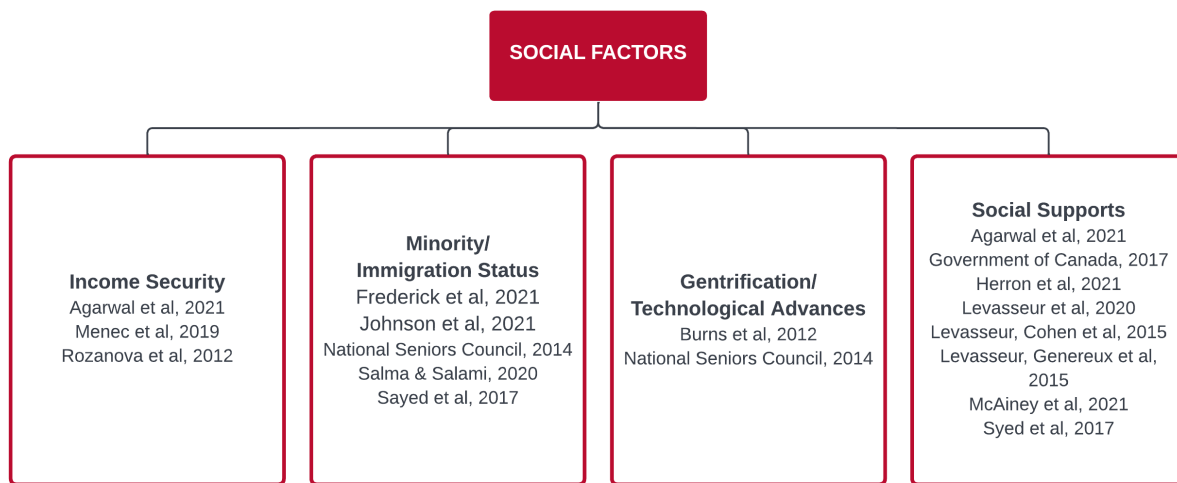 SOCIAL FACTORS
Income Security
Agarwal et al, 2021
Menec et al, 2019
Rozanova et al, 2012
Minority/
Immigration Status
Frederick et al, 2021
Johnson et al, 2021
National Seniors Council, 2014
Salma & Salami, 2020
Sayed et al, 2017
Gentrification/
Technological Advances
Burns et al, 2012
National Seniors Council, 2014
Social Supports
Agarwal et al, 2021
Government of Canada, 2017
Herron et al, 2021
Levasseur et al, 2020
Levasseur, Cohen et al, 2015
Levasseur, Genereux et al,
2015
McAiney et al, 2021
Syed et al, 2017